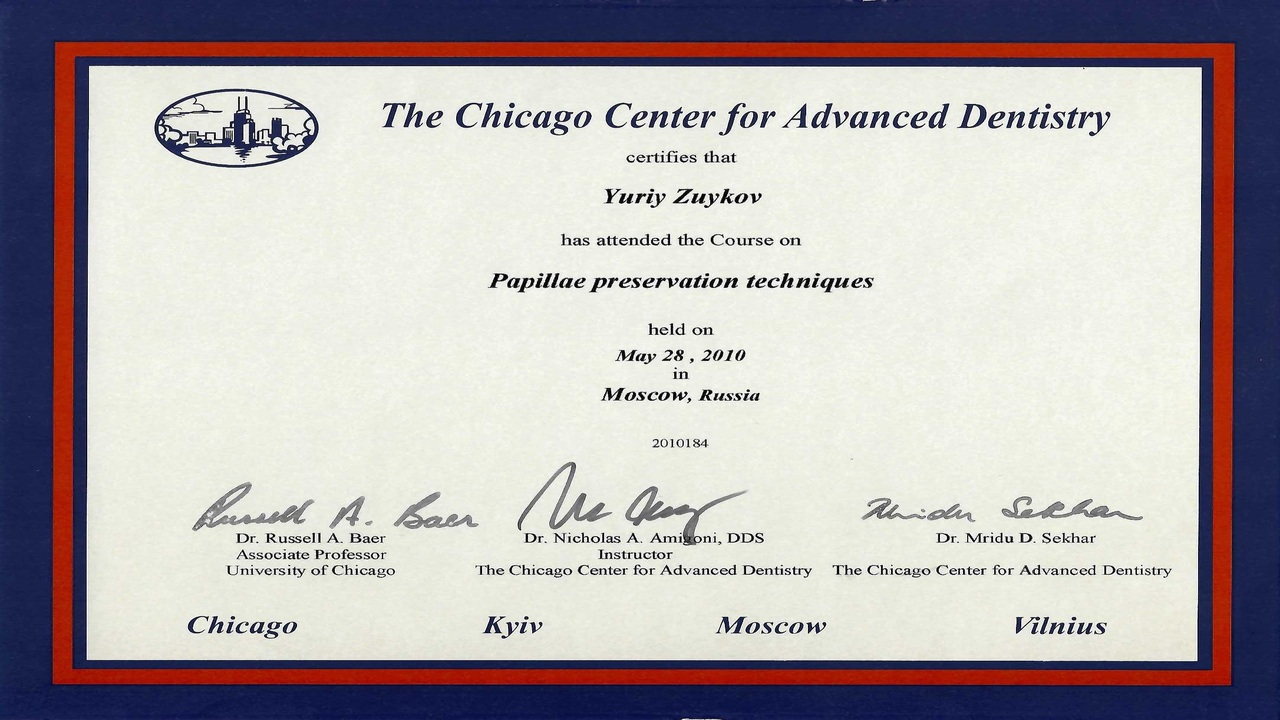 The Chicago Center for Advanced Dentistry
certifies that
Yuriy Zuykov
has attended the Course on
Papillae preservation techniques
held on
May 28 , 2010
in
Moscow, Russia
2010184
Russell A. Baer
Mridu Sekhar
Dr. Russell A. Baer
Associate Professor
University of Chicago
Dr. Nicholas A. Amigoni, DDS
Instructor
The Chicago Center for Advanced Dentistry
Dr. Mridu D. Sekhar
The Chicago Center for Advanced Dentistry
Chicago Kyiv Moscow Vilnius